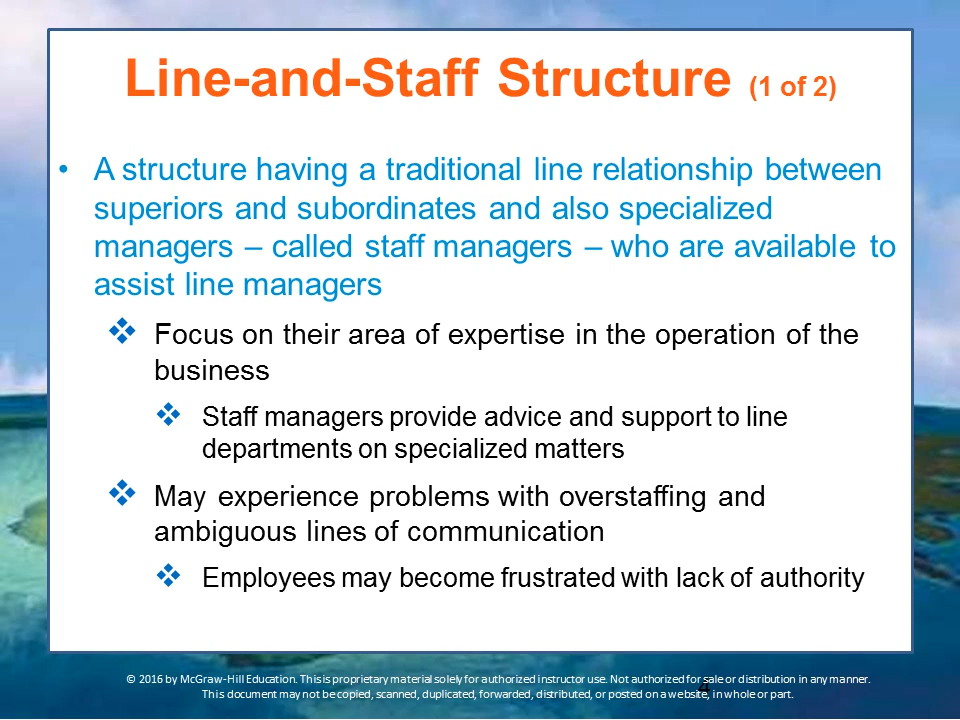 Line-and-Staff Structure (1 of 2)
• A structure having a traditional line relationship between
superiors and subordinates and also specialized
managers – called staff managers – who are available to
assist line managers
❖ Focus on their area of expertise in the operation of the
business
❖ Staff managers provide advice and support to line
departments on specialized matters
❖ May experience problems with overstaffing and
ambiguous lines of communication
❖ Employees may become frustrated with lack of authority
© 2016 by McGraw-Hill Education. This is proprietary material solely for authorized instructor use. Not authorized for sale or distribution in any manner.
This document may not be copied, scanned, duplicated, forwarded, distributed, or posted on a website, in whole or part.
4